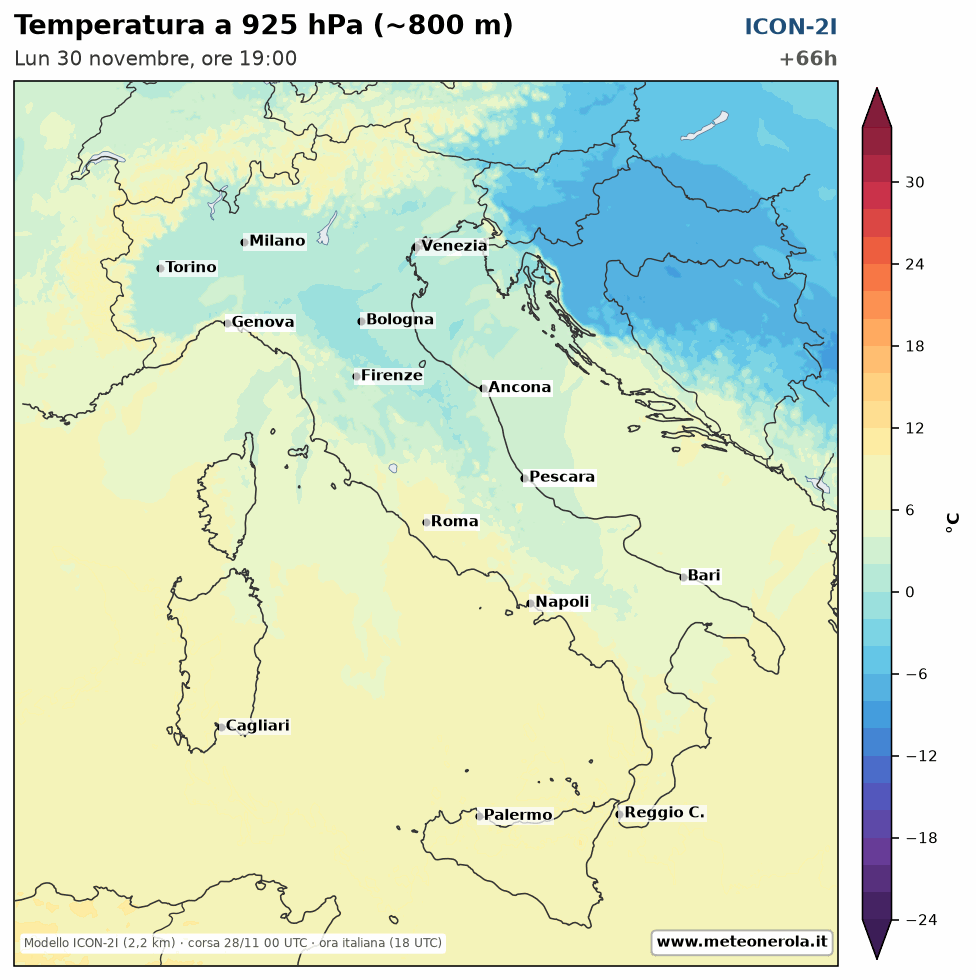 Temperatura a 925 hPa (~800 m)
ICON-2I
Lun 30 novembre, ore 19:00
+66h
Milano
Venezia
Torino
Genova
Bologna
Firenze
Ancona
Pescara
Roma
Bari
Napoli
Cagliari
Palermo
Reggio C.
30
24
18
12
6
0
−6
−12
−18
−24
°C
Modello ICON-2I (2,2 km) · corsa 28/11 00 UTC · ora italiana (18 UTC)
www.meteonerola.it